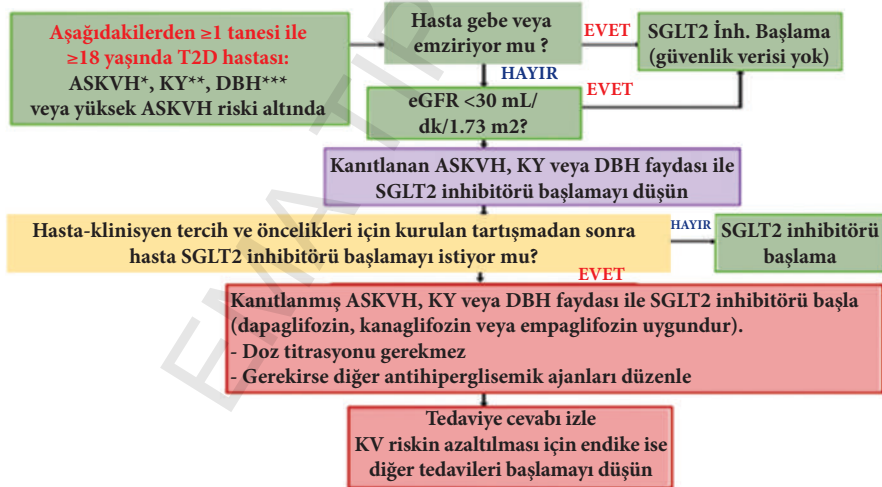 Aşağıdakilerden ≥1 tanesi ile
≥18 yaşında T2D hastası:
ASKVH*, KY**, DBH***
veya yüksek ASKVH riski altında
Hasta gebe veya
emziriyor mu ?
EVET
SGLT2 İnh. Başlama
(güvenlik verisi yok)
HAYIR
eGFR <30 mL/
dk/1.73 m2?
EVET
Kanıtlanan ASKVH, KY veya DBH faydası ile
SGLT2 inhibitörü başlamayı düşün
Hasta-klinisyen tercih ve öncelikleri için kurulan tartışmadan sonra
hasta SGLT2 inhibitörü başlamayı istiyor mu?
HAYIR
SGLT2 inhibitörü
başlama
EVET
Kanıtlanmış ASKVH, KY veya DBH faydası ile SGLT2 inhibitörü başla
(dapaglifozin, kanaglifozin veya empaglifozin uygundur).
- Doz titrasyonu gerekmez
- Gerekirse diğer antihiperglisemik ajanları düzenle
Tedaviye cevabı izle
KV riskin azaltılması için endike ise
diğer tedavileri başlamayı düşün
EMA TIP